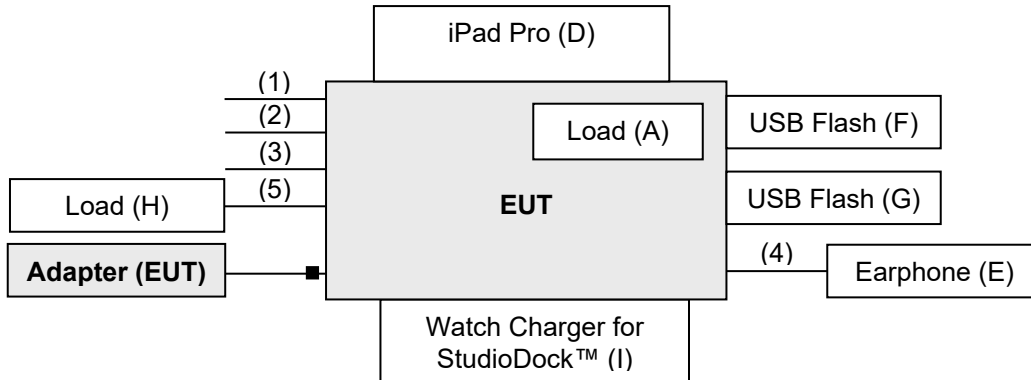 iPad Pro (D)
(1)
(2)
(3)
(5)
Load (H)
Adapter (EUT)
Load (A)
EUT
USB Flash (F)
USB Flash (G)
(4)
Earphone (E)
Watch Charger for
StudioDock™ (I)